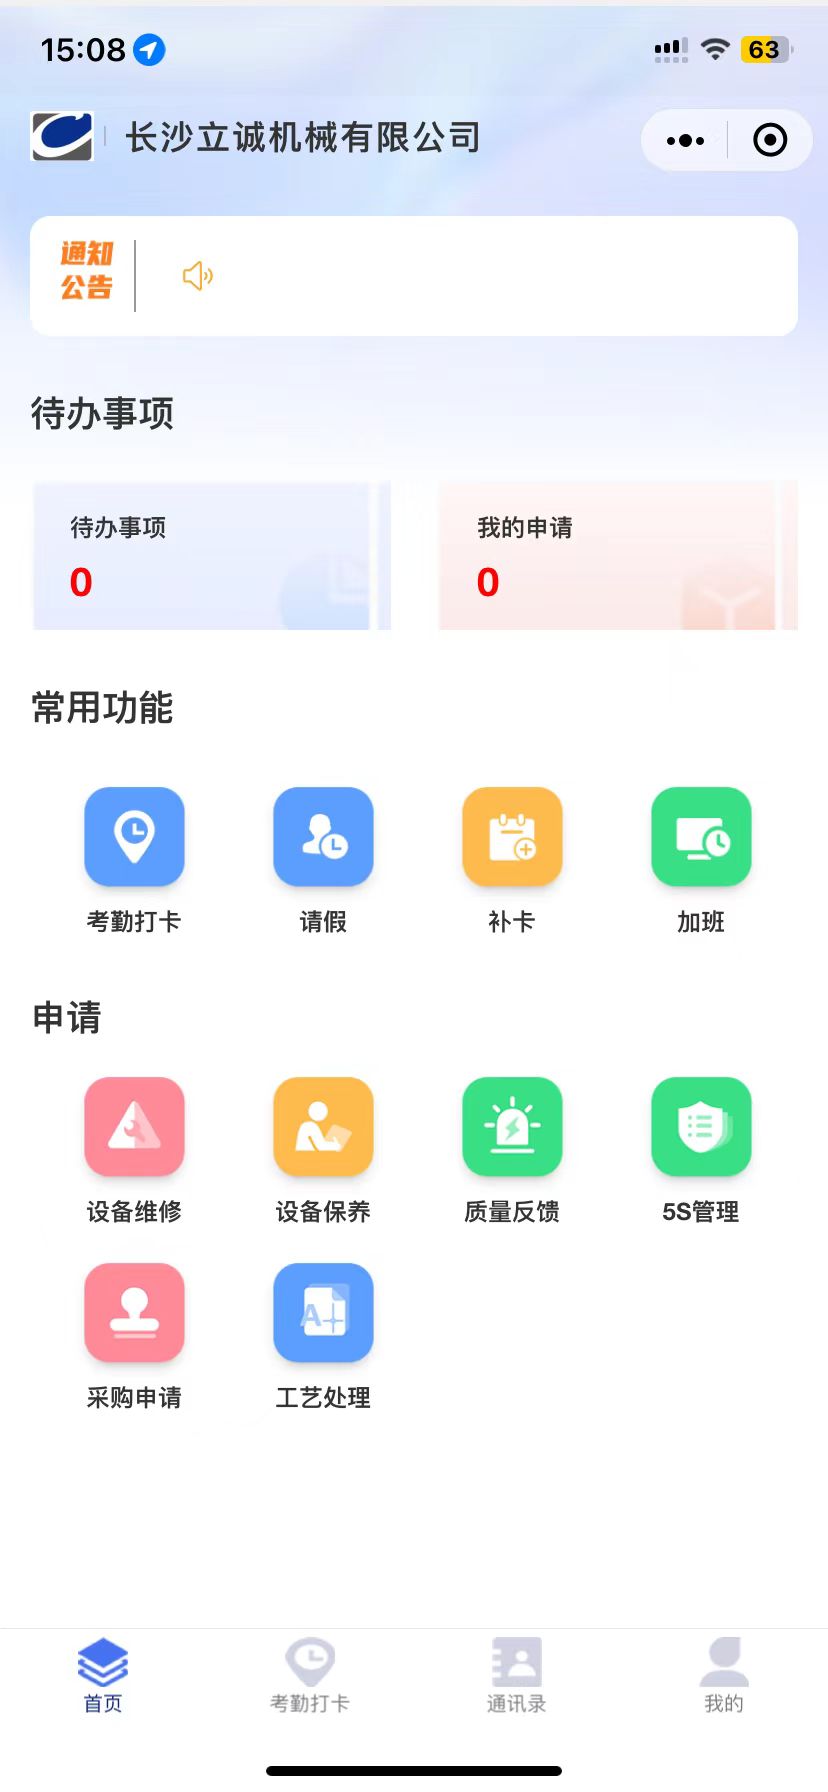 15:08
63
长沙立诚机械有限公司
通知
公告
待办事项
待办事项
0
我的申请
0
常用功能
考勤打卡
请假
补卡
加班
申请
设备维修
设备保养
质量反馈
5S管理
采购申请
A
工艺处理
首页
考勤打卡
通讯录
我的